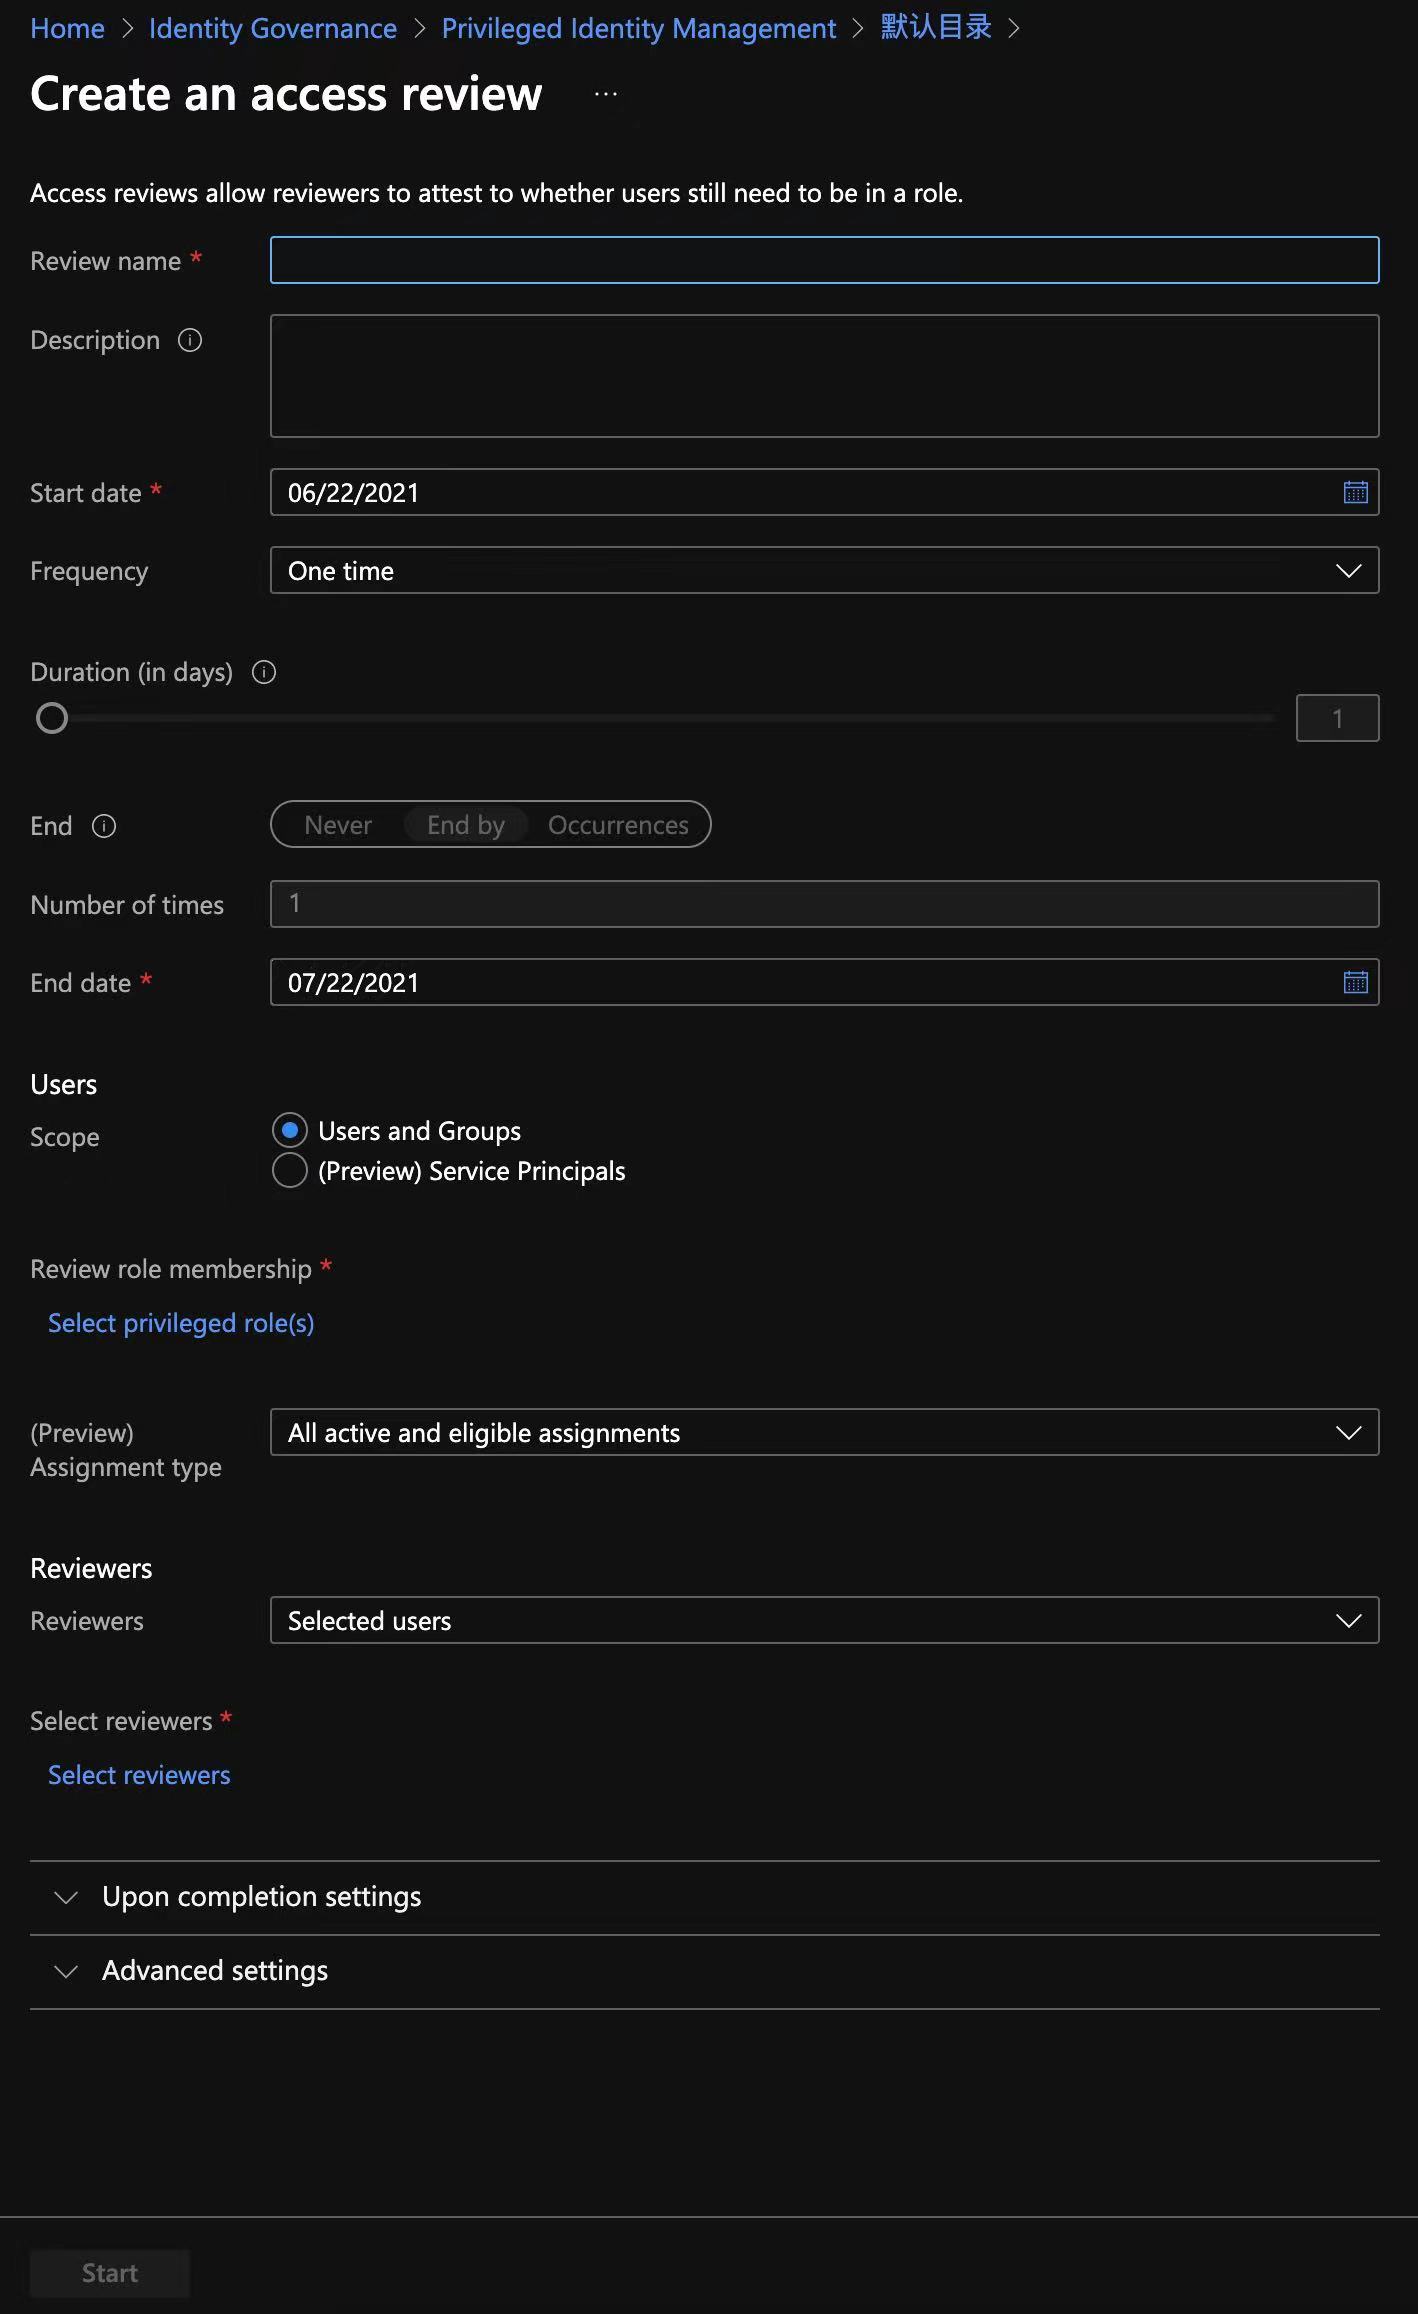 Home > Identity Governance > Privileged Identity Management > 默认目录 >
Create an access review ...
Access reviews allow reviewers to attest to whether users still need to be in a role.
Review name *
Description
Start date * 06/22/2021
Frequency One time
Duration (in days)
1
End Never End by Occurrences
Number of times 1
End date * 07/22/2021
Users
Scope Users and Groups
(Preview) Service Principals
Review role membership *
Select privileged role(s)
(Preview) All active and eligible assignments
Assignment type
Reviewers
Reviewers Selected users
Select reviewers *
Select reviewers
Upon completion settings
Advanced settings
Start